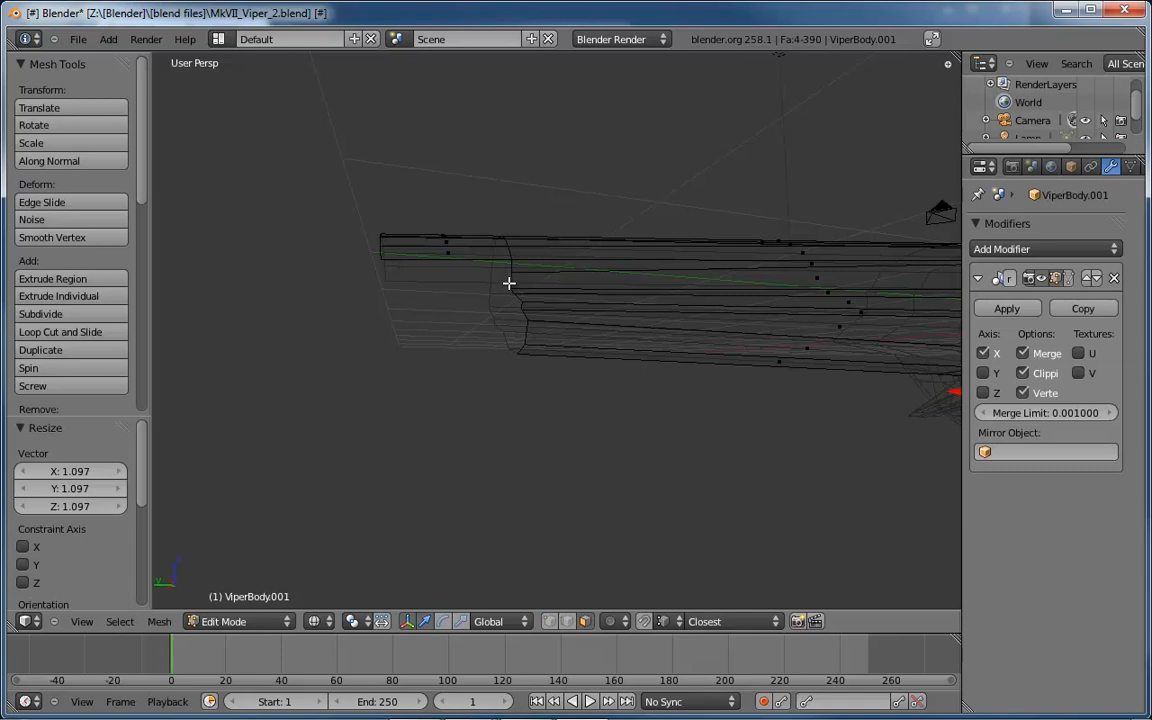 [#] Blender* [Z:\[Blender]\[blend files]\MkVII_Viper_2.blend] [#]
File Add Render Help Default Scene Blender Render blender.org 258.1 | Fa:4-390 | ViperBody.001
Mesh Tools
Transform:
Translate
Rotate
Scale
Along Normal
Deform:
Edge Slide
Noise
Smooth Vertex
Add:
Extrude Region
Extrude Individual
Subdivide
Loop Cut and Slide
Duplicate
Spin
Screw
Remove:
Resize
Vector
X: 1.097
Y: 1.097
Z: 1.097
Constraint Axis
X
Y
Z
Orientation
User Persp
(1) ViperBody.001
View Search All Scen
RenderLayers
World
Camera
ViperBody.001
Modifiers
Add Modifier
r
Apply Copy
Axis: Options: Textures:
X Merge U
Y Clippi V
Z Verte
Merge Limit: 0.001000
Mirror Object:
View Select Mesh Edit Mode Global Closest
-40 -20 0 20 40 60 80 100 120 140 160 180 200 220 240 260
View Frame Playback Start: 1 End: 250 1 No Sync